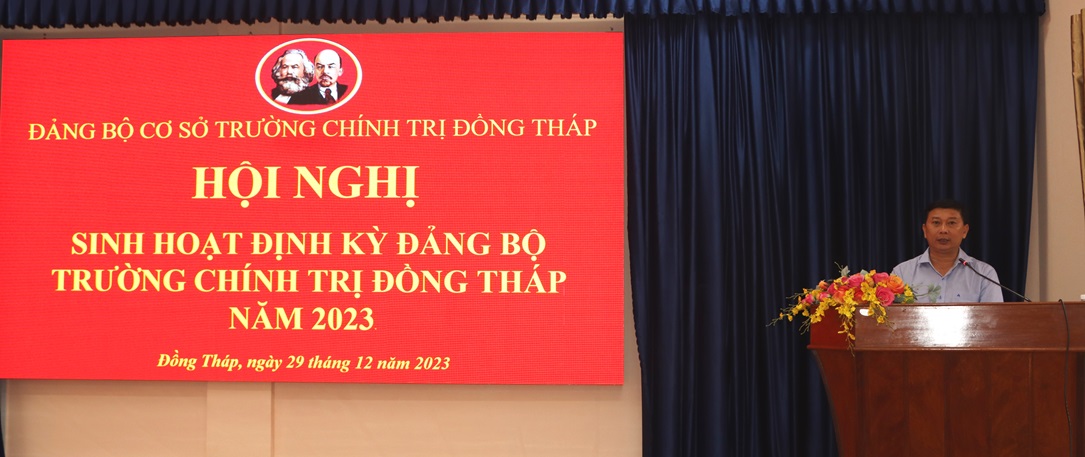 ĐẢNG BỘ CƠ SỞ TRƯỜNG CHÍNH TRỊ ĐỒNG THÁP
HỘI NGHỊ
SINH HOẠT ĐỊNH KỲ ĐẢNG BỘ
TRƯỜNG CHÍNH TRỊ ĐỒNG THÁP
NĂM 2023
Đồng Tháp, ngày 29 tháng 12 năm 2023